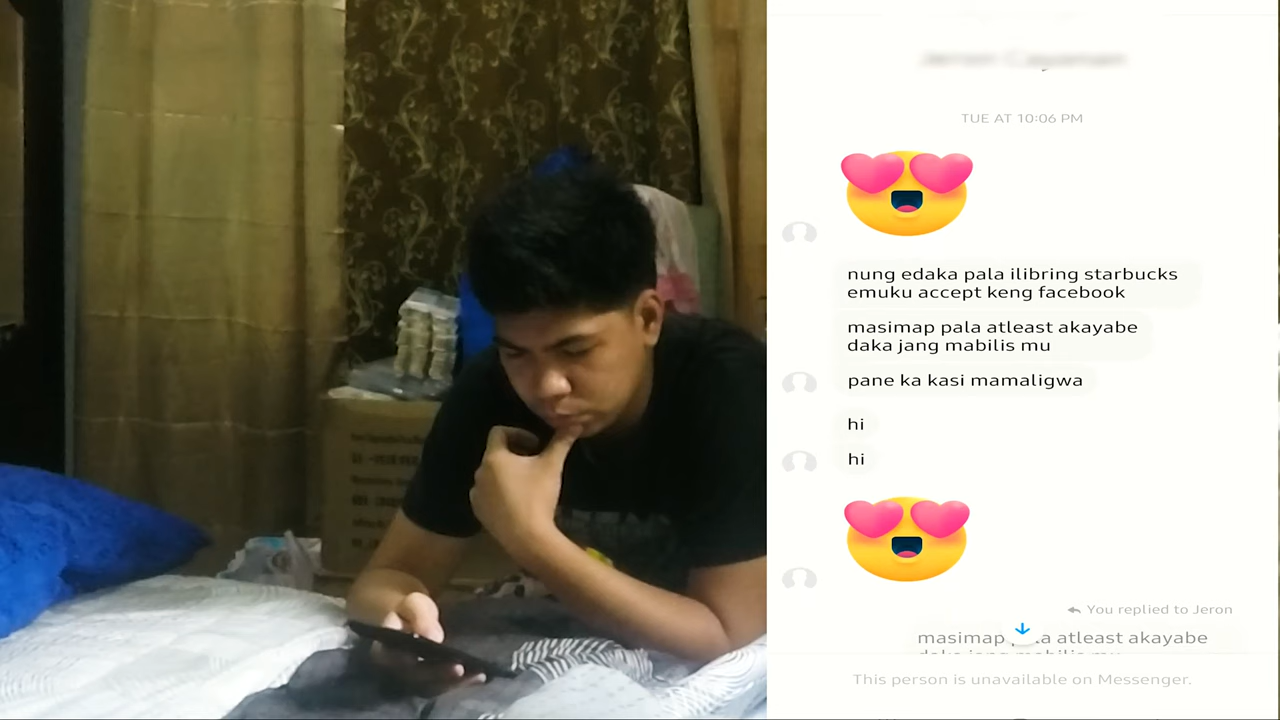 TUE AT 10:06 PM
nung edaka pala ilibring starbucks
emuku accept keng facebook
masimap pala atleast akayabe
daka jang mabilis mu
pane ka kasi mamaligwa
hi
hi
You replied to Jeron
atleast akayabe
This person is unavailable on Messenger.